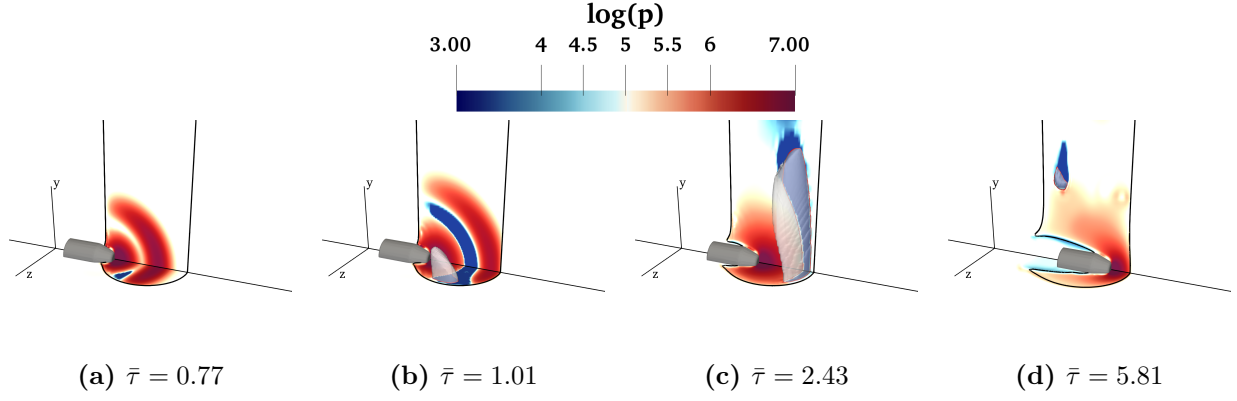 log(p)
3.00 4 4.5 5 5.5 6 7.00
y y y y
z z z z
(a) τ̄ = 0.77 (b) τ̄ = 1.01 (c) τ̄ = 2.43 (d) τ̄ = 5.81